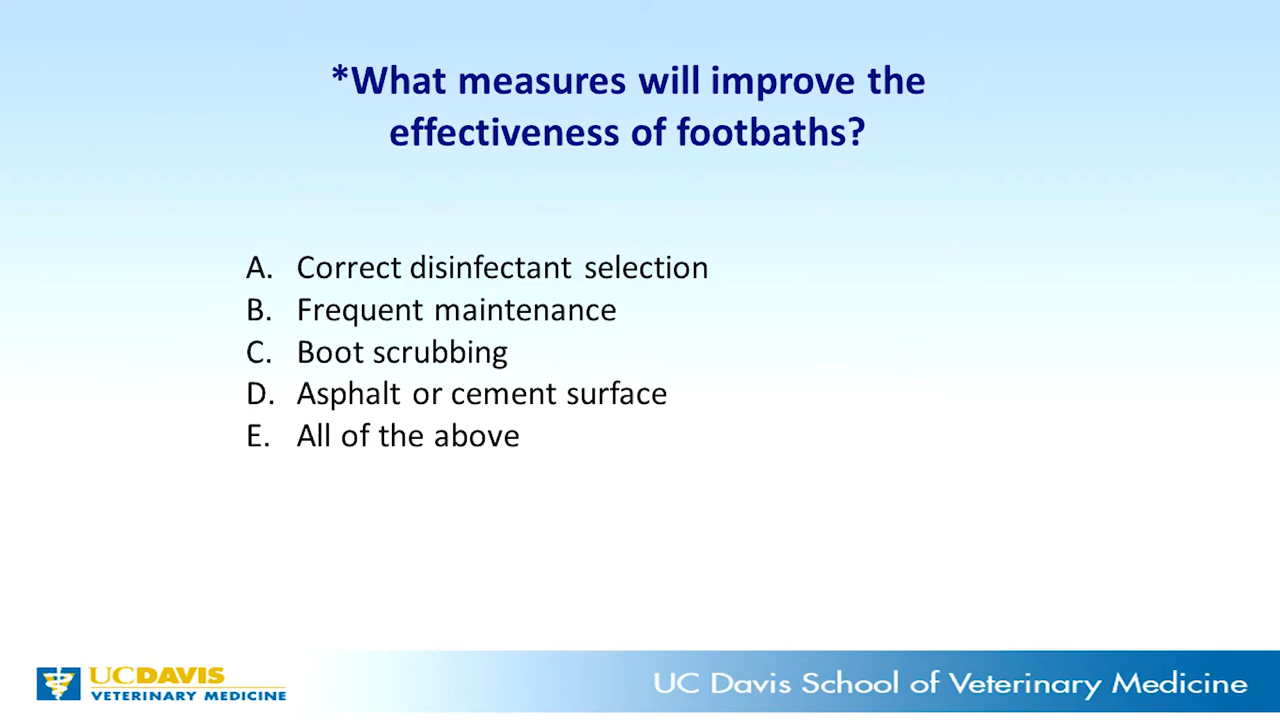 *What measures will improve the
effectiveness of footbaths?
A. Correct disinfectant selection
B. Frequent maintenance
C. Boot scrubbing
D. Asphalt or cement surface
E. All of the above
UCDAVIS
VETERINARY MEDICINE
UC Davis School of Veterinary Medicine